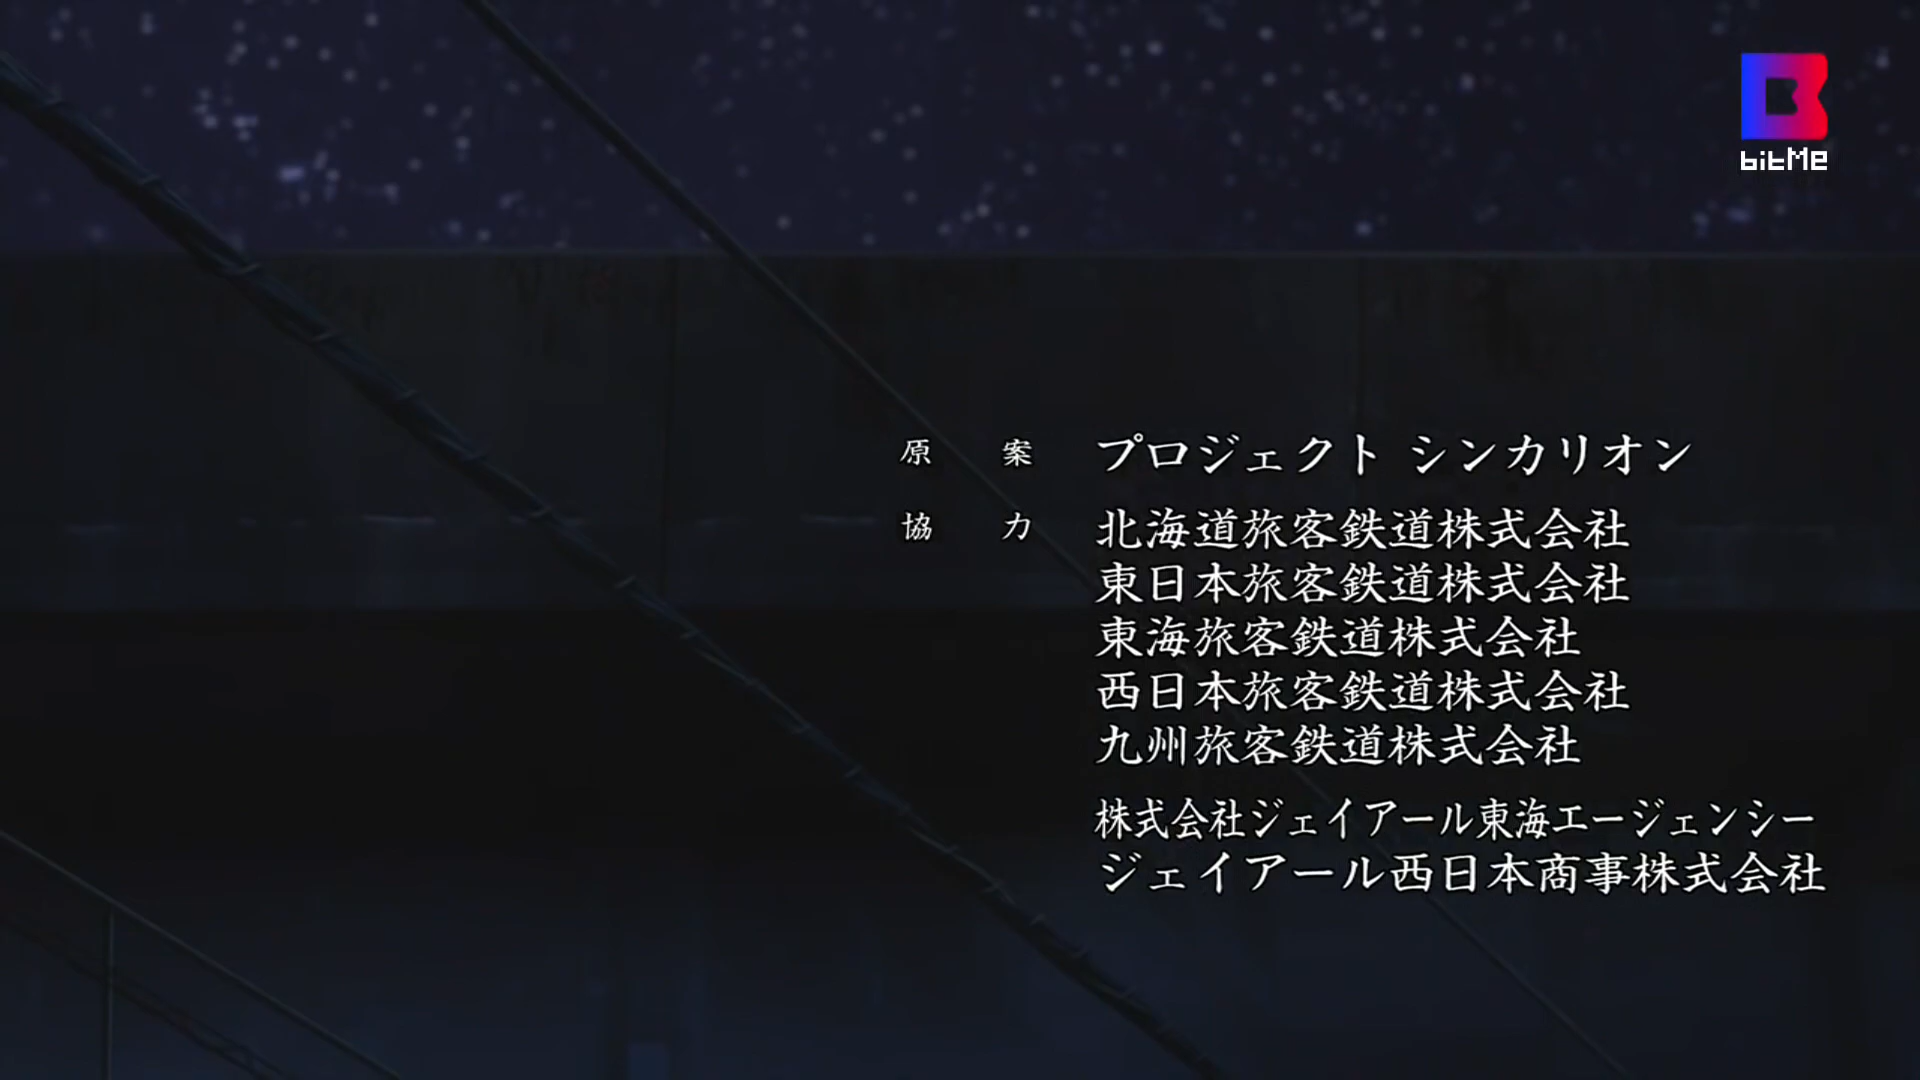 bitMe
原案 プロジェクト シンカリオン
協力 北海道旅客鉄道株式会社
東日本旅客鉄道株式会社
東海旅客鉄道株式会社
西日本旅客鉄道株式会社
九州旅客鉄道株式会社
株式会社ジェイアール東海エージェンシー
ジェイアール西日本商事株式会社